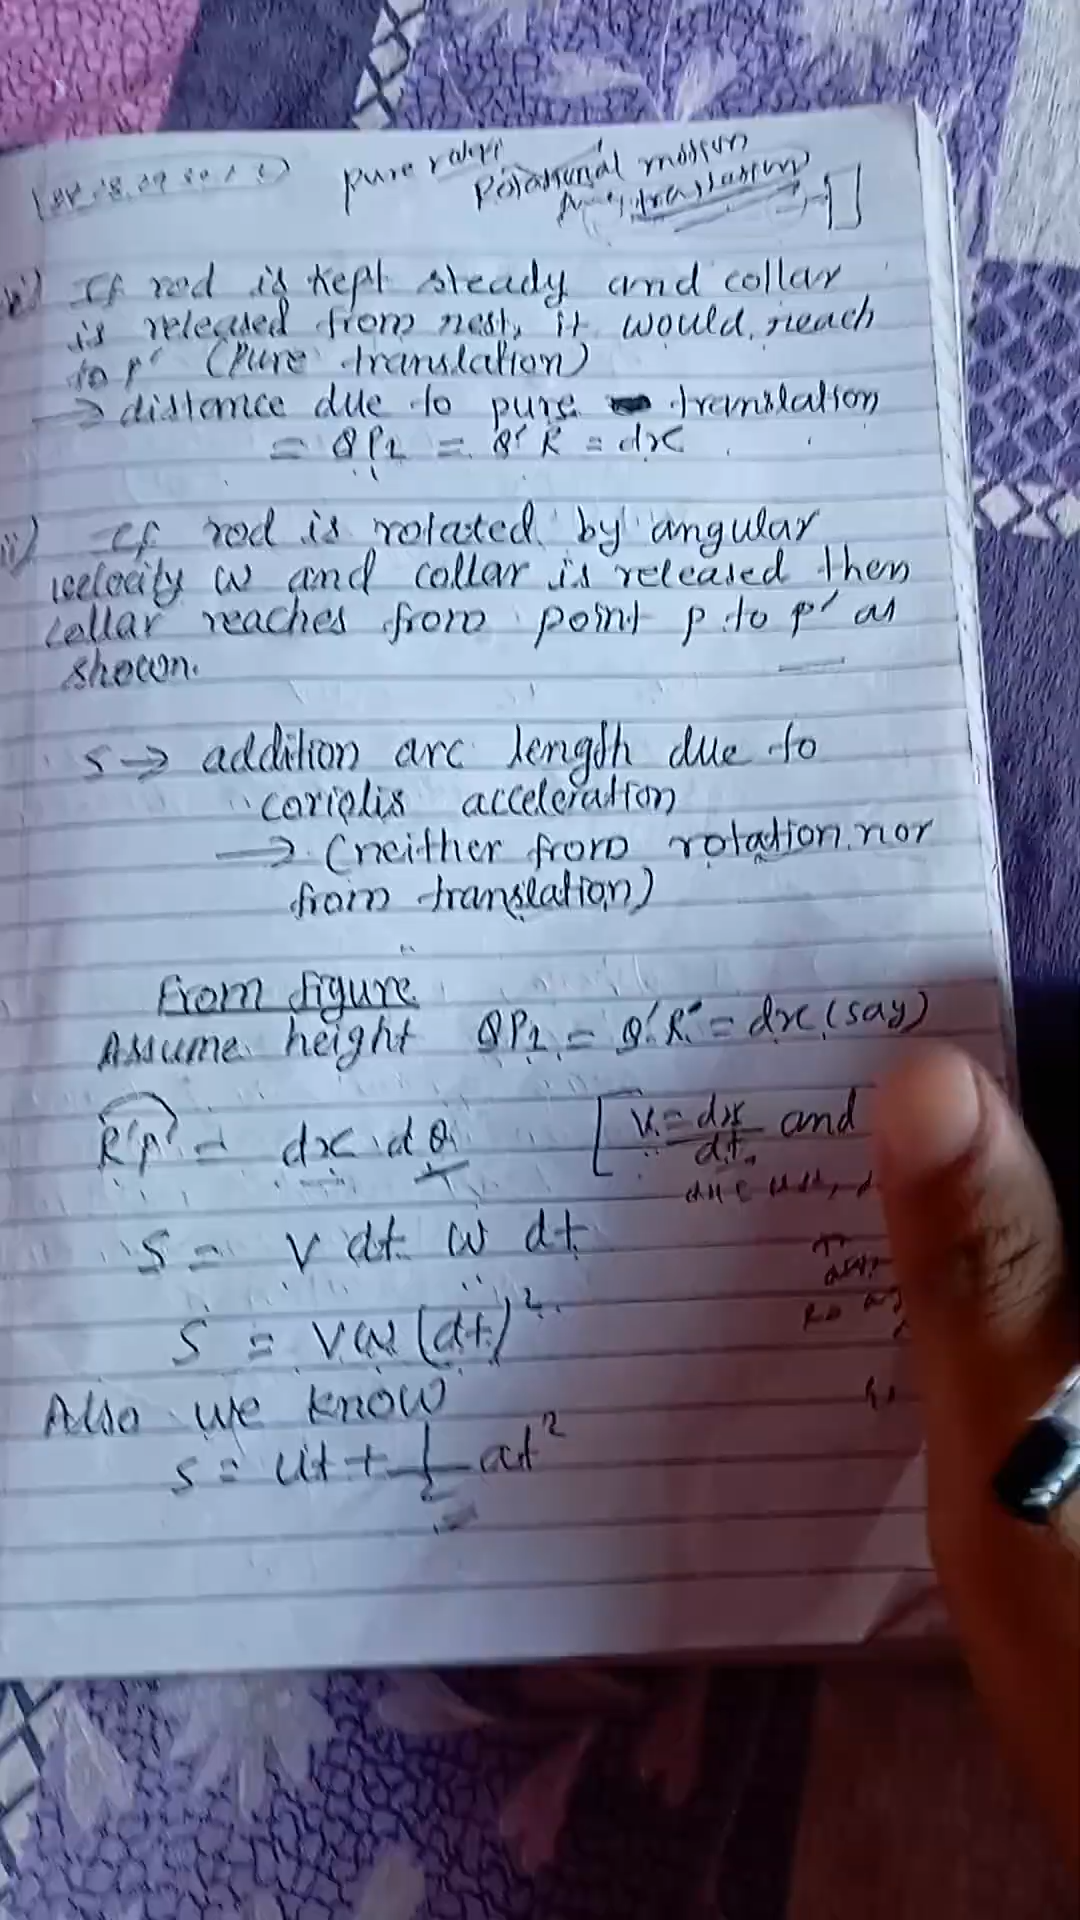 pure
Rotational motion
translation
If rod is kept steady and collar
is released from rest, it would reach
to p' (Pure translation)
→ distance due to pure translation
= QP1 = Q'R = dx
ii) If rod is rotated by angular
velocity ω and collar is released then
collar reaches from point p to p' as
shown.
S → addition arc length due to
coriolis acceleration
→ (neither from rotation nor
from translation)
From figure
Assume height QP1 = Q'R' = dx (say)
R'p' = dx dθ [V = dx/dt and
S = V dt ω dt
S = Vω (dt)²
Also we know
S = ut + 1/2 at²